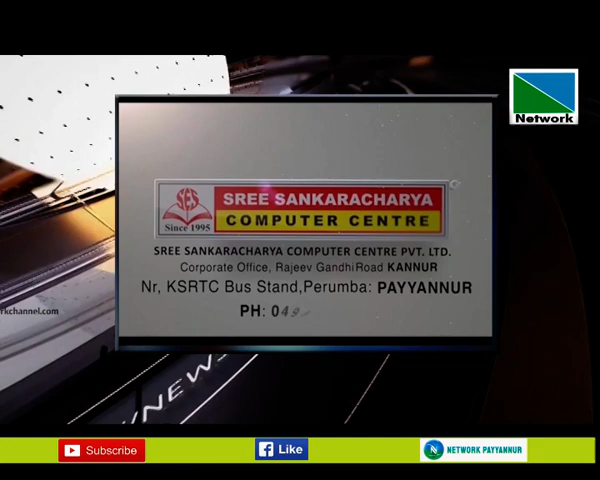 Network
SES
Since 1995
SREE SANKARACHARYA
COMPUTER CENTRE
SREE SANKARACHARYA COMPUTER CENTRE PVT. LTD.
Corporate Office, Rajeev GandhiRoad KANNUR
Nr, KSRTC Bus Stand,Perumba: PAYYANNUR
PH: 049
rkchannel.com
NEWS
Subscribe
Like
NETWORK PAYYANNUR